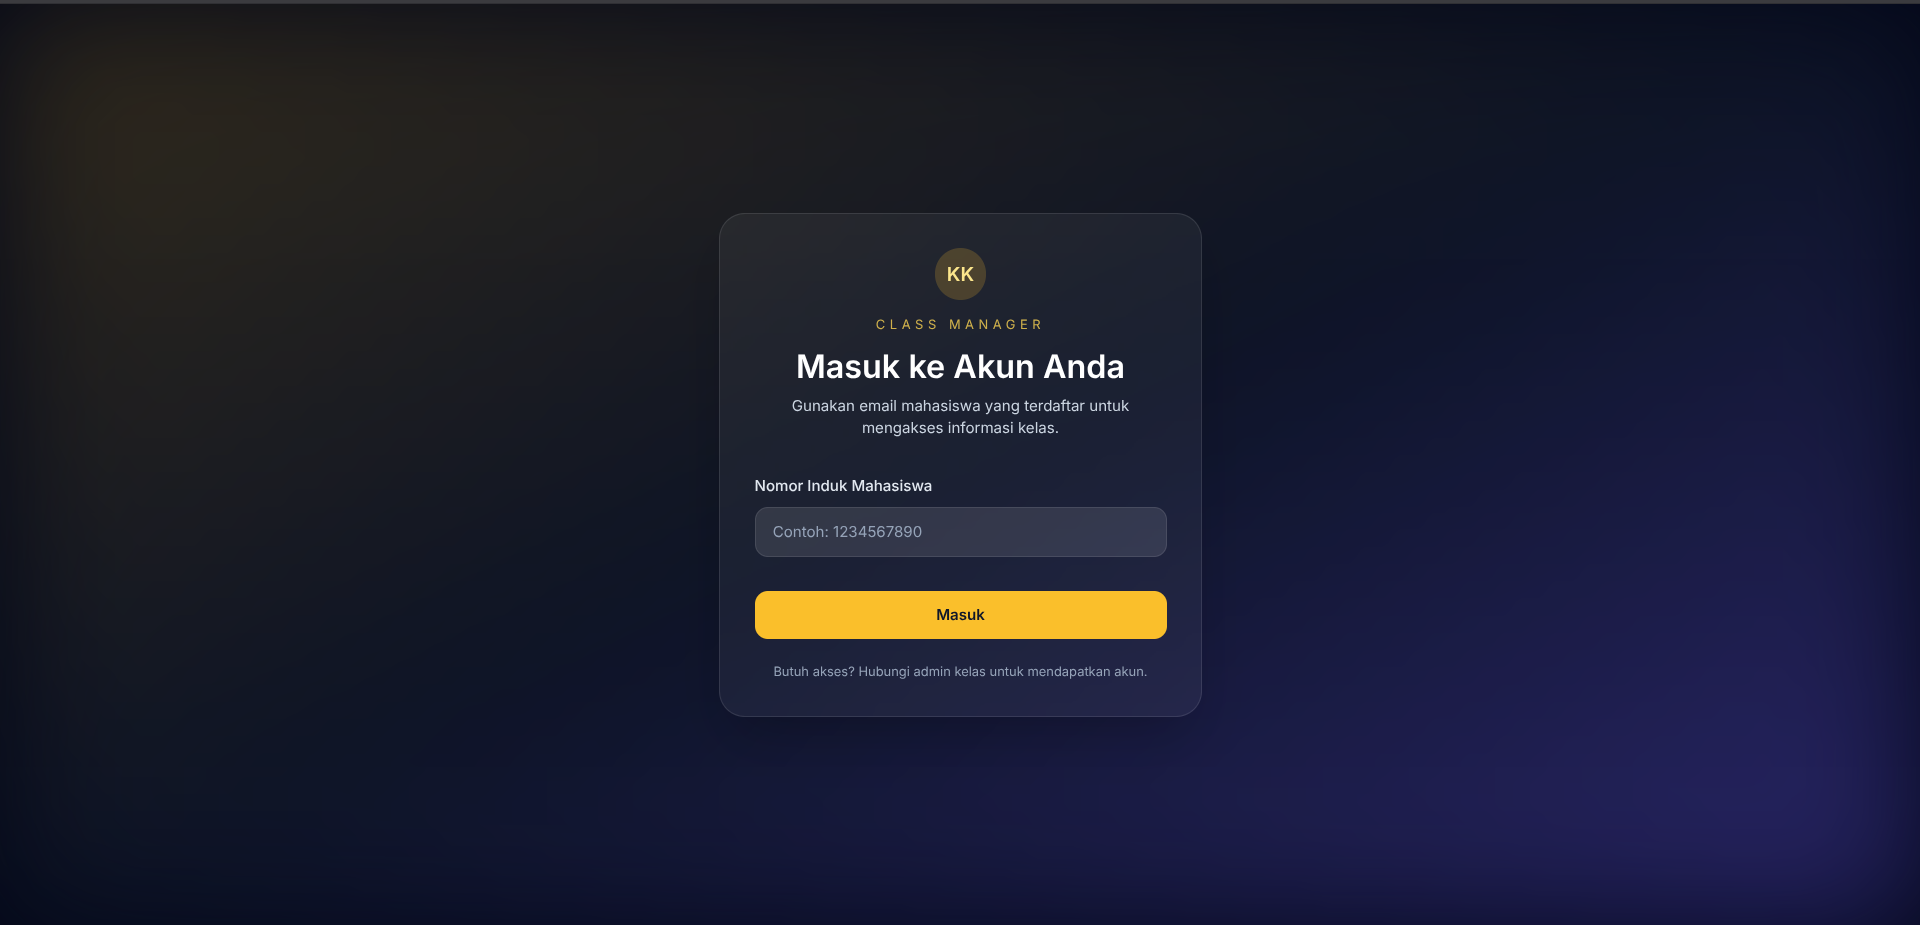 KK
CLASS MANAGER
Masuk ke Akun Anda
Gunakan email mahasiswa yang terdaftar untuk
mengakses informasi kelas.
Nomor Induk Mahasiswa
Contoh: 1234567890
Masuk
Butuh akses? Hubungi admin kelas untuk mendapatkan akun.